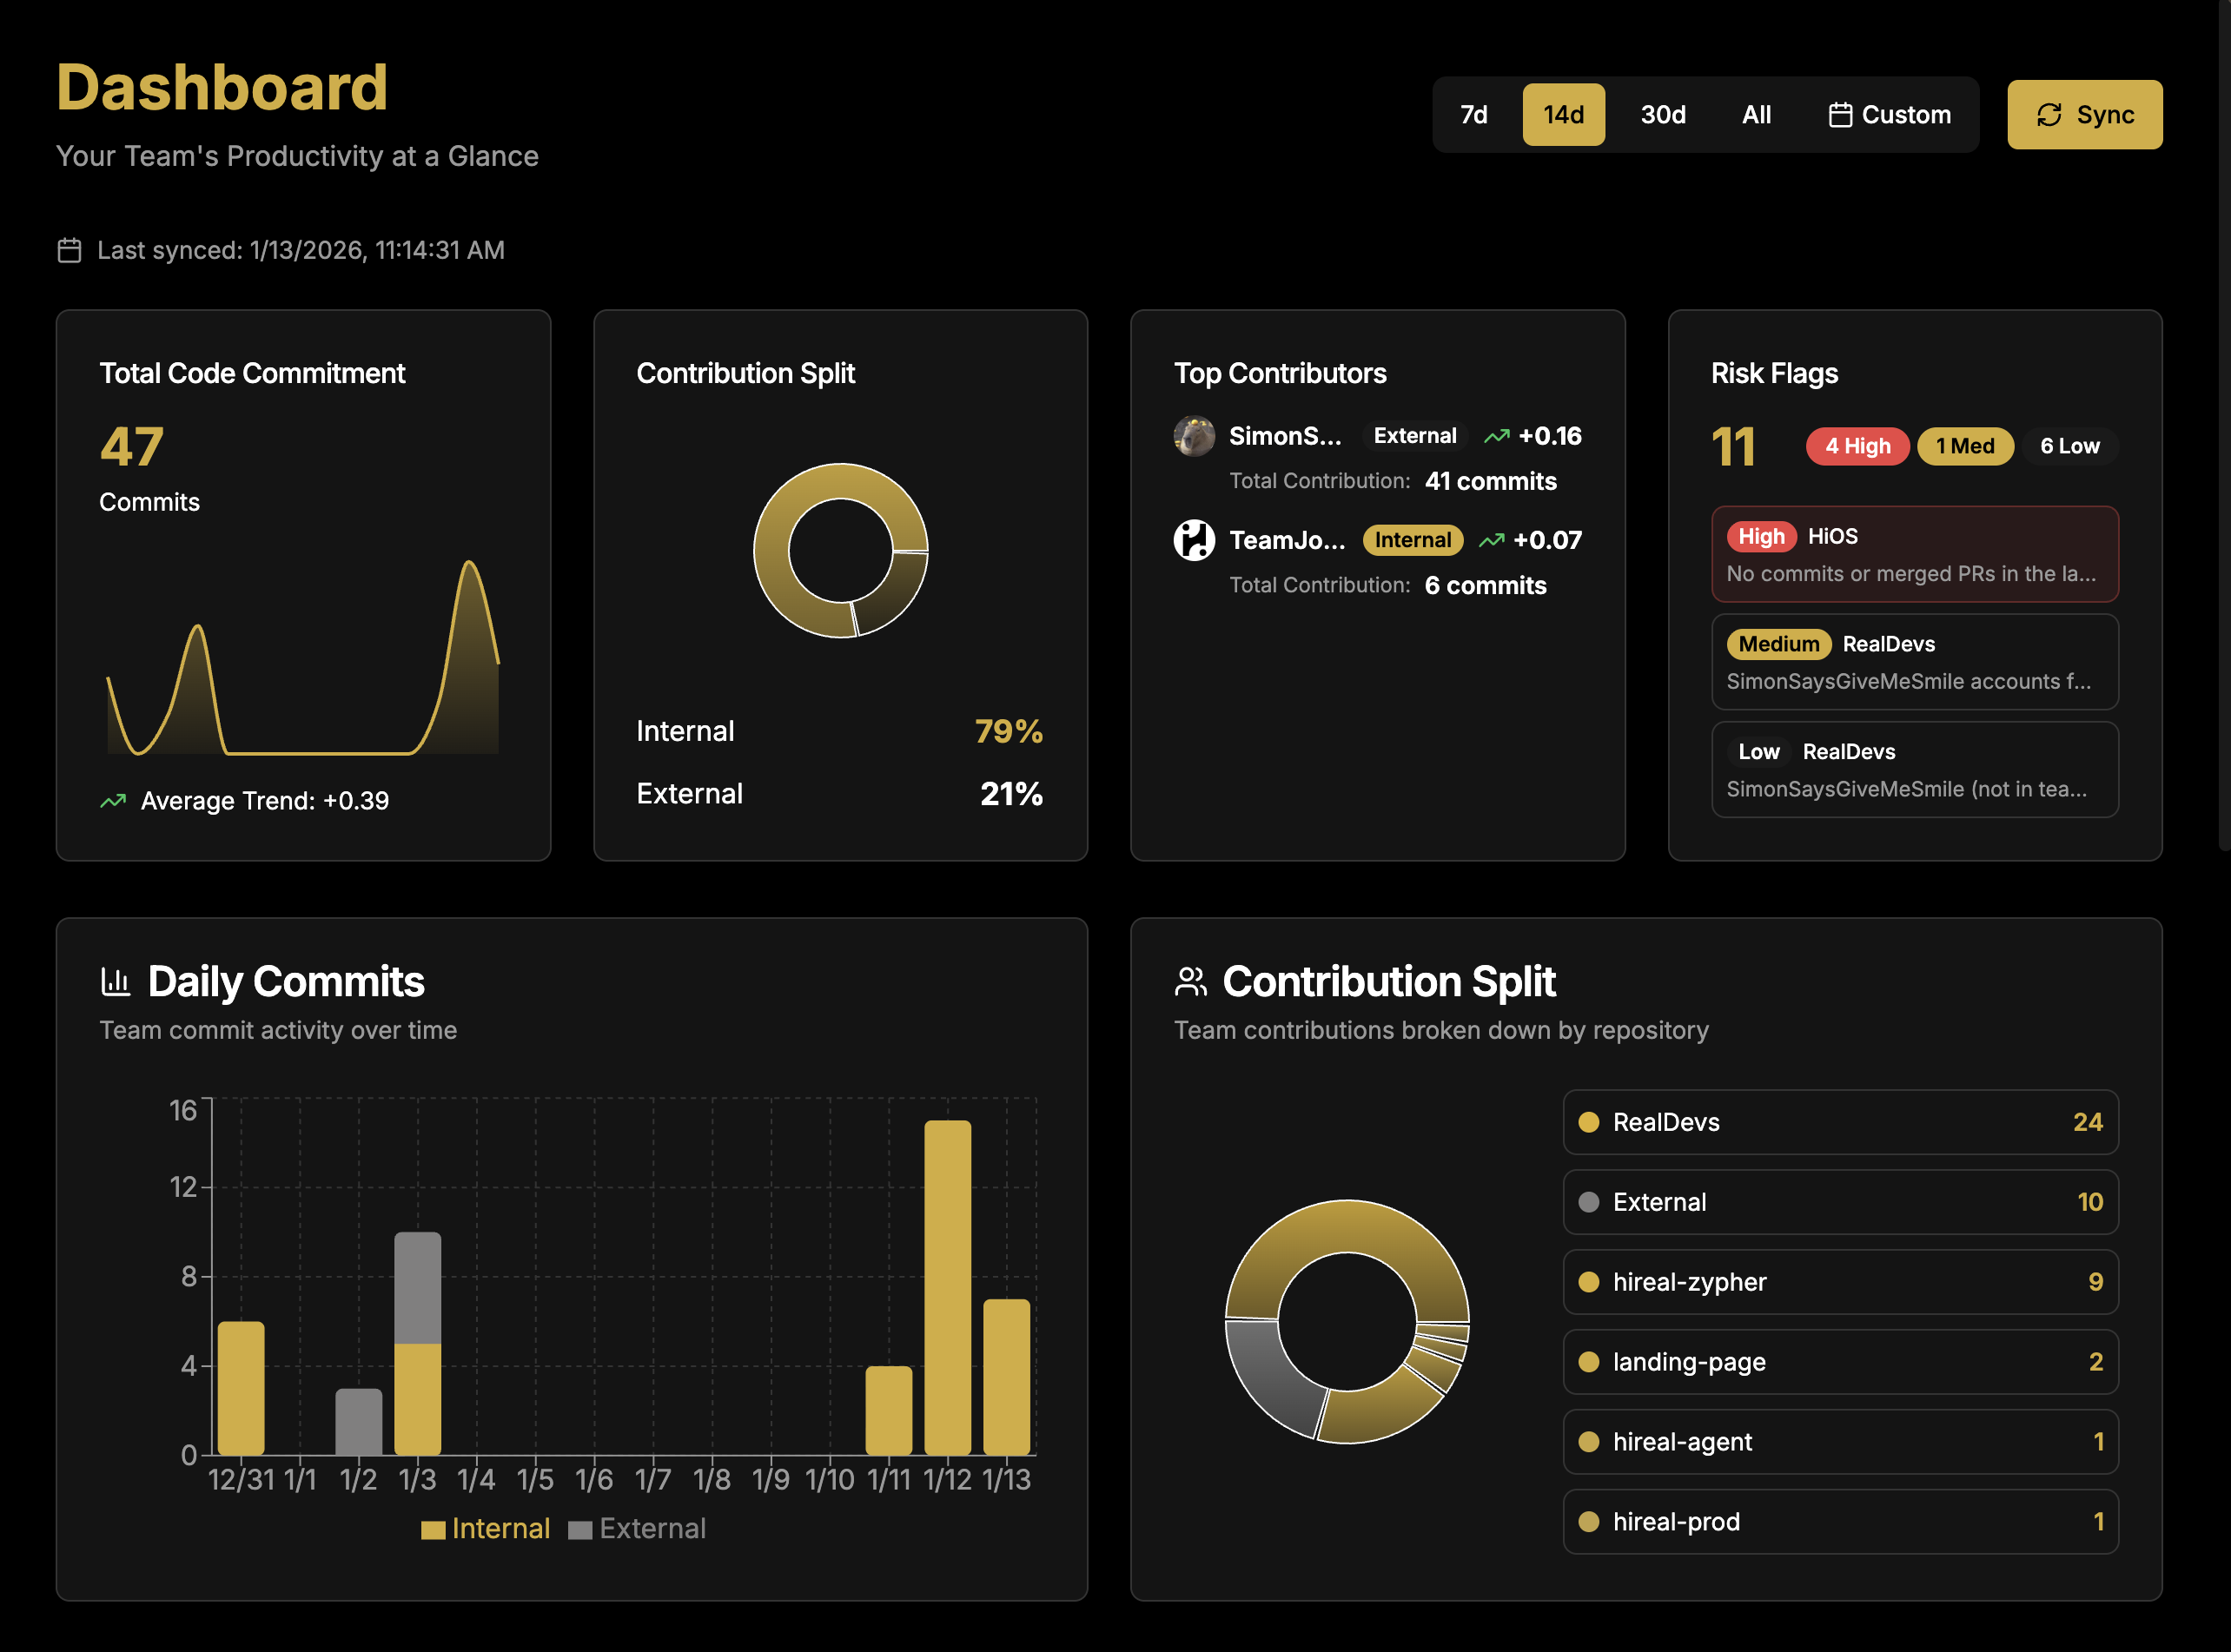 Dashboard
Your Team's Productivity at a Glance
7d 14d 30d All Custom Sync
Last synced: 1/13/2026, 11:14:31 AM
Total Code Commitment
47
Commits
Average Trend: +0.39
Contribution Split
Internal 79%
External 21%
Top Contributors
SimonS... External +0.16
Total Contribution: 41 commits
TeamJo... Internal +0.07
Total Contribution: 6 commits
Risk Flags
11 4 High 1 Med 6 Low
High HiOS
No commits or merged PRs in the la...
Medium RealDevs
SimonSaysGiveMeSmile accounts f...
Low RealDevs
SimonSaysGiveMeSmile (not in tea...
Daily Commits
Team commit activity over time
16
12
8
4
0
12/31 1/1 1/2 1/3 1/4 1/5 1/6 1/7 1/8 1/9 1/10 1/11 1/12 1/13
Internal External
Contribution Split
Team contributions broken down by repository
RealDevs 24
External 10
hireal-zypher 9
landing-page 2
hireal-agent 1
hireal-prod 1